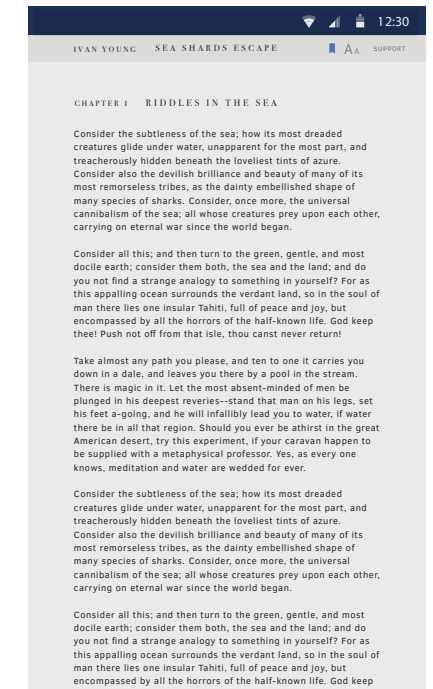 12:30
IVAN YOUNG SEA SHARDS ESCAPE AA SUPPORT
CHAPTER 1 RIDDLES IN THE SEA
Consider the subtleness of the sea; how its most dreaded
creatures glide under water, unapparent for the most part, and
treacherously hidden beneath the loveliest tints of azure.
Consider also the devilish brilliance and beauty of many of its
most remorseless tribes, as the dainty embellished shape of
many species of sharks. Consider, once more, the universal
cannibalism of the sea; all whose creatures prey upon each other,
carrying on eternal war since the world began.
Consider all this; and then turn to the green, gentle, and most
docile earth; consider them both, the sea and the land; and do
you not find a strange analogy to something in yourself? For as
this appalling ocean surrounds the verdant land, so in the soul of
man there lies one insular Tahiti, full of peace and joy, but
encompassed by all the horrors of the half-known life. God keep
thee! Push not off from that isle, thou canst never return!
Take almost any path you please, and ten to one it carries you
down in a dale, and leaves you there by a pool in the stream.
There is magic in it. Let the most absent-minded of men be
plunged in his deepest reveries--stand that man on his legs, set
his feet a-going, and he will infallibly lead you to water, if water
there be in all that region. Should you ever be athirst in the great
American desert, try this experiment, if your caravan happen to
be supplied with a metaphysical professor. Yes, as every one
knows, meditation and water are wedded for ever.
Consider the subtleness of the sea; how its most dreaded
creatures glide under water, unapparent for the most part, and
treacherously hidden beneath the loveliest tints of azure.
Consider also the devilish brilliance and beauty of many of its
most remorseless tribes, as the dainty embellished shape of
many species of sharks. Consider, once more, the universal
cannibalism of the sea; all whose creatures prey upon each other,
carrying on eternal war since the world began.
Consider all this; and then turn to the green, gentle, and most
docile earth; consider them both, the sea and the land; and do
you not find a strange analogy to something in yourself? For as
this appalling ocean surrounds the verdant land, so in the soul of
man there lies one insular Tahiti, full of peace and joy, but
encompassed by all the horrors of the half-known life. God keep